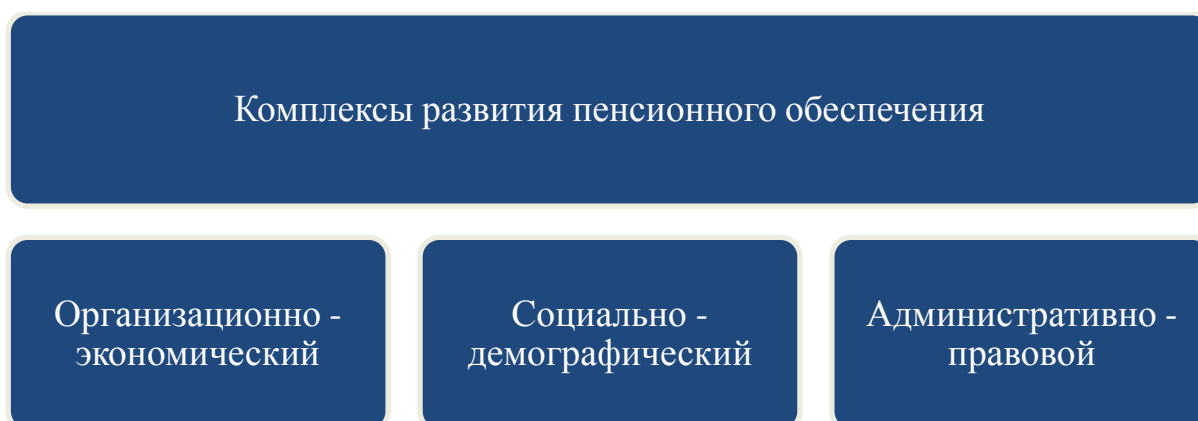 Комплексы развития пенсионного обеспечения
Организационно -
экономический
Социально -
демографический
Административно -
правовой